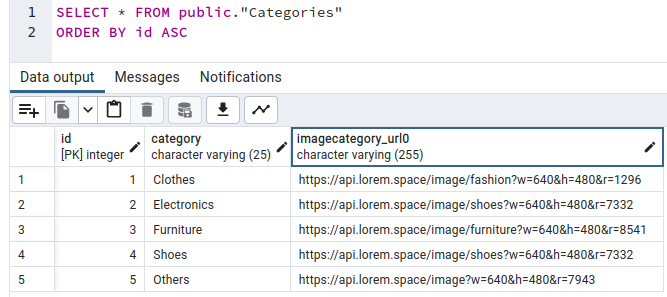 1 SELECT * FROM public."Categories"
2 ORDER BY id ASC
Data output Messages Notifications
id category imagecategory_url0
[PK] integer character varying (25) character varying (255)
1 1 Clothes https://api.lorem.space/image/fashion?w=640&h=480&r=1296
2 2 Electronics https://api.lorem.space/image/shoes?w=640&h=480&r=7332
3 3 Furniture https://api.lorem.space/image/furniture?w=640&h=480&r=8541
4 4 Shoes https://api.lorem.space/image/shoes?w=640&h=480&r=7332
5 5 Others https://api.lorem.space/image?w=640&h=480&r=7943